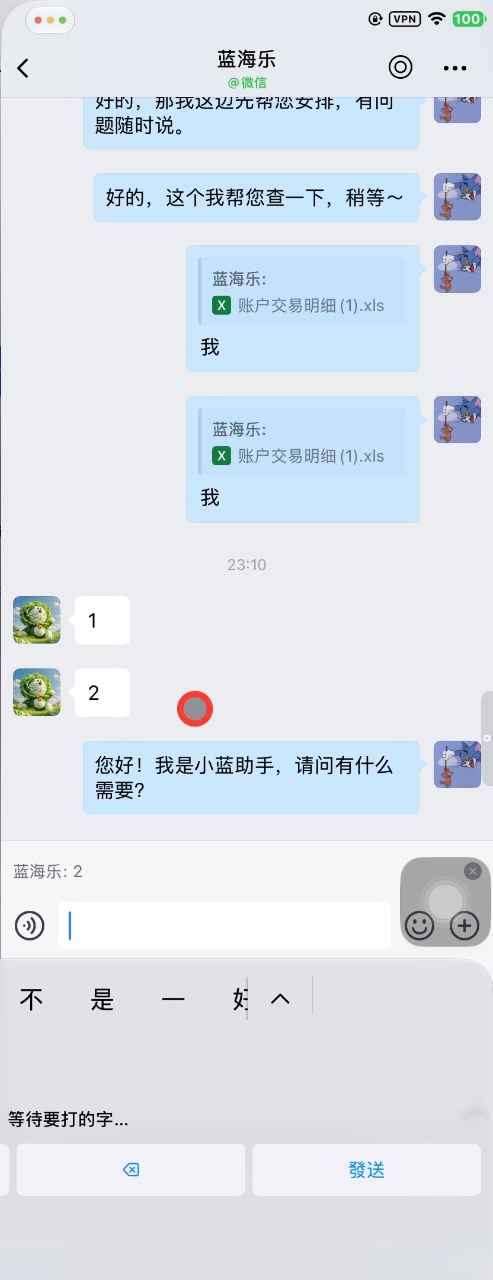 VPN
100
蓝海乐
@微信
好的，那我这边先帮您安排，有问
题随时说。
好的，这个我帮您查一下，稍等～
蓝海乐:
X 账户交易明细 (1).xls
我
蓝海乐:
X 账户交易明细 (1).xls
我
23:10
1
2
您好！我是小蓝助手，请问有什么
需要?
蓝海乐: 2
不 是 一 好
等待要打的字...
發送